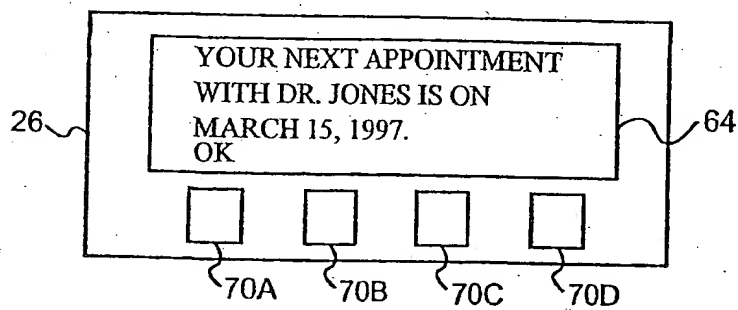 YOUR NEXT APPOINTMENT
WITH DR. JONES IS ON
MARCH 15, 1997.
OK
26
64
70A
70B
70C
70D